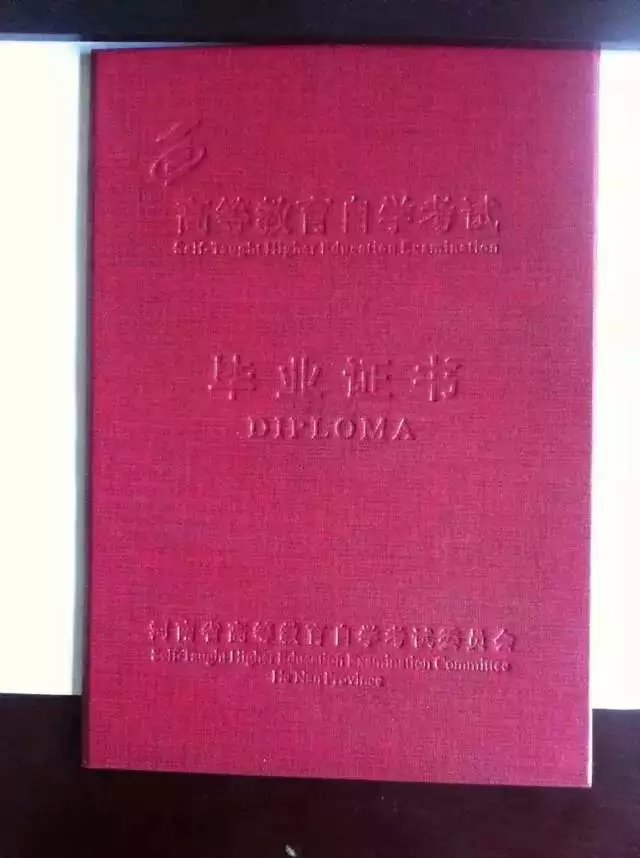 高等教育自学考试
Self-Taught Higher Education Examination
毕业证书
DIPLOMA
河南省高等教育自学考试委员会
Self-Taught Higher Education Examination Committee
He Nan Province